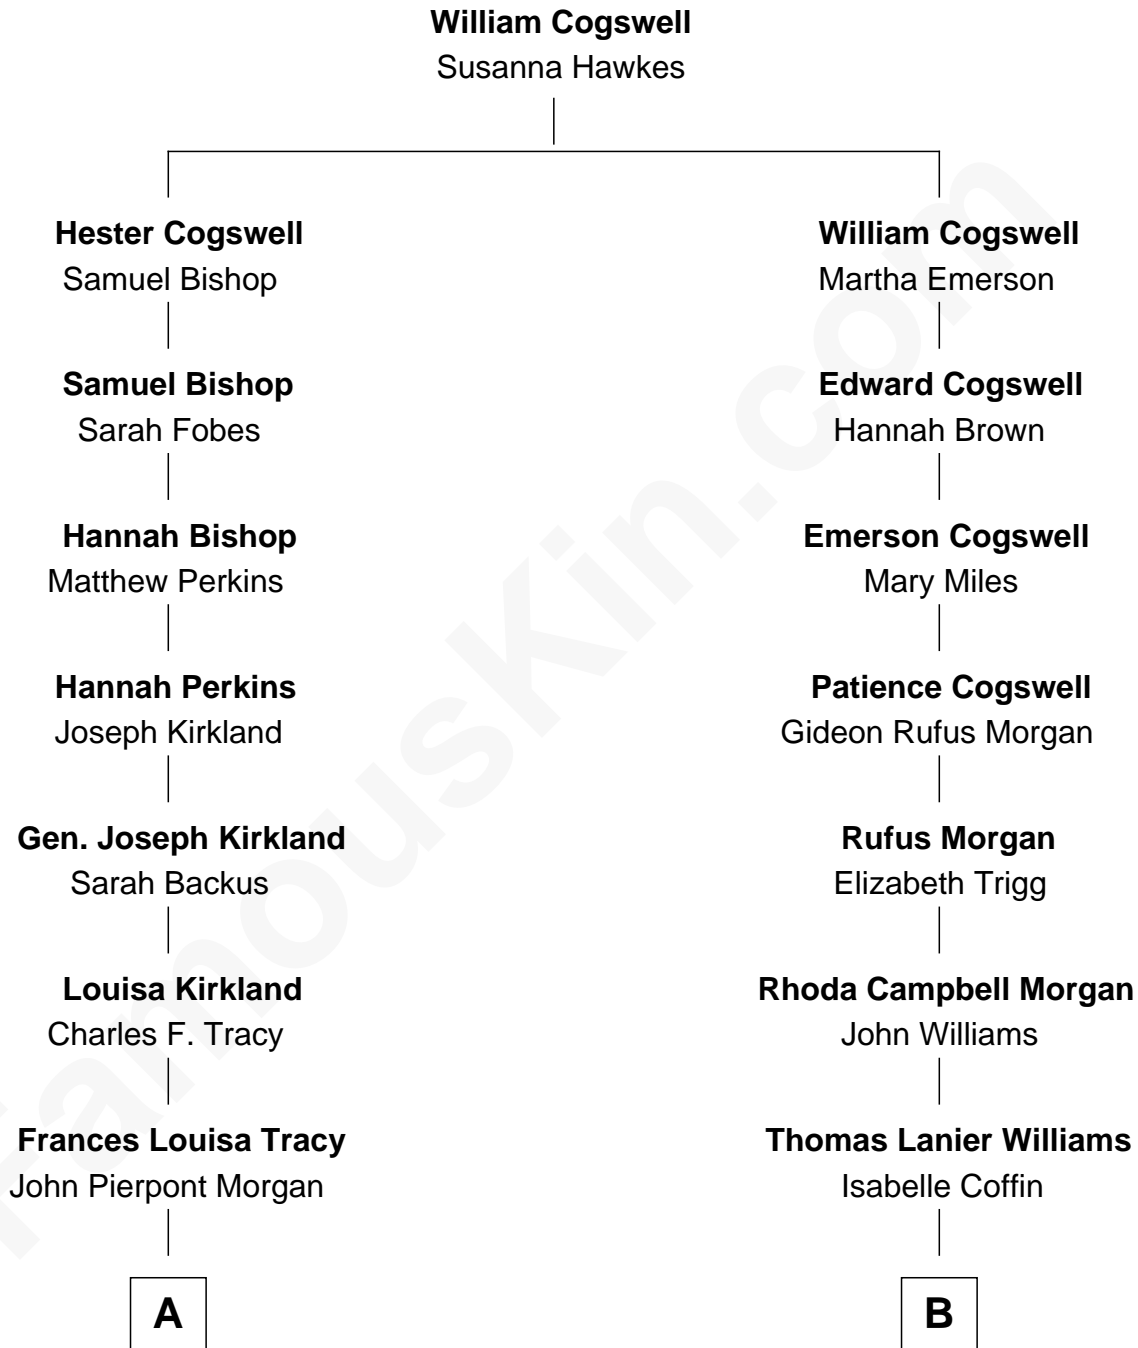 William Cogswell
Susanna Hawkes
Hester Cogswell
Samuel Bishop
William Cogswell
Martha Emerson
Samuel Bishop
Sarah Fobes
Edward Cogswell
Hannah Brown
Hannah Bishop
Matthew Perkins
Emerson Cogswell
Mary Miles
Hannah Perkins
Joseph Kirkland
Patience Cogswell
Gideon Rufus Morgan
Gen. Joseph Kirkland
Sarah Backus
Rufus Morgan
Elizabeth Trigg
Louisa Kirkland
Charles F. Tracy
Rhoda Campbell Morgan
John Williams
Frances Louisa Tracy
John Pierpont Morgan
Thomas Lanier Williams
Isabelle Coffin
A
B
FamousKin.com